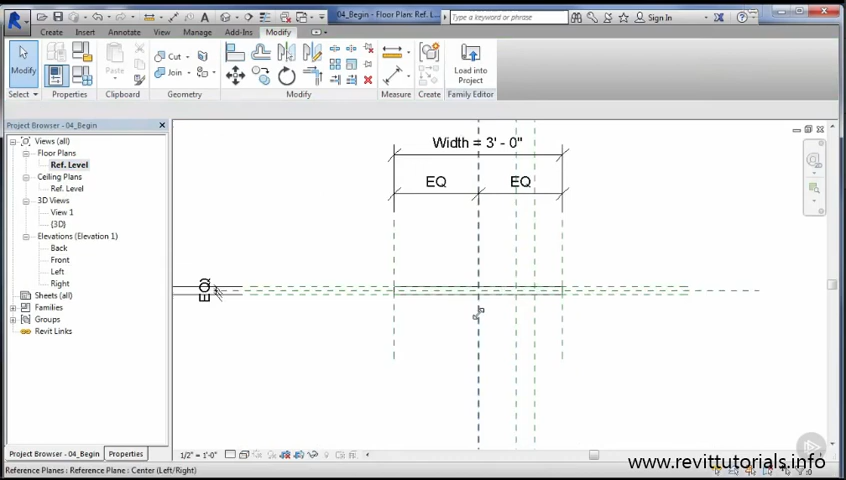 04_Begin - Floor Plan: Ref. L...
Type a keyword or phrase
Sign In
Create
Insert
Annotate
View
Manage
Add-Ins
Modify
Modify
Paste
Cut
Join
Load into
Project
Select
Properties
Clipboard
Geometry
Modify
Measure
Create
Family Editor
Project Browser - 04_Begin
Views (all)
Floor Plans
Ref. Level
Ceiling Plans
Ref. Level
3D Views
View 1
{3D}
Elevations (Elevation 1)
Back
Front
Left
Right
Sheets (all)
Families
Groups
Revit Links
Width = 3' - 0"
EQ
EQ
Project Browser - 04_Begin
Properties
1/2" = 1'-0"
Reference Planes : Reference Plane : Center (Left/Right)
:0
www.revittutorials.info